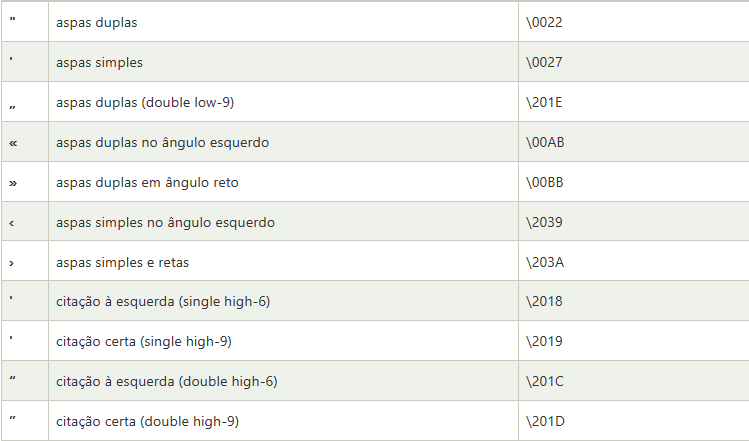 " aspas duplas \0022
' aspas simples \0027
„ aspas duplas (double low-9) \201E
« aspas duplas no ângulo esquerdo \00AB
» aspas duplas em ângulo reto \00BB
‹ aspas simples no ângulo esquerdo \2039
› aspas simples e retas \203A
' citação à esquerda (single high-6) \2018
' citação certa (single high-9) \2019
“ citação à esquerda (double high-6) \201C
” citação certa (double high-9) \201D